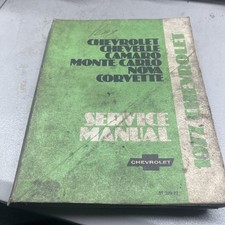 CHEVROLET
CHEVELLE
CAMARO
MONTE CARLO
NOVA
CORVETTE
SERVICE
MANUAL
CHEVROLET
1977 CHEVROLET